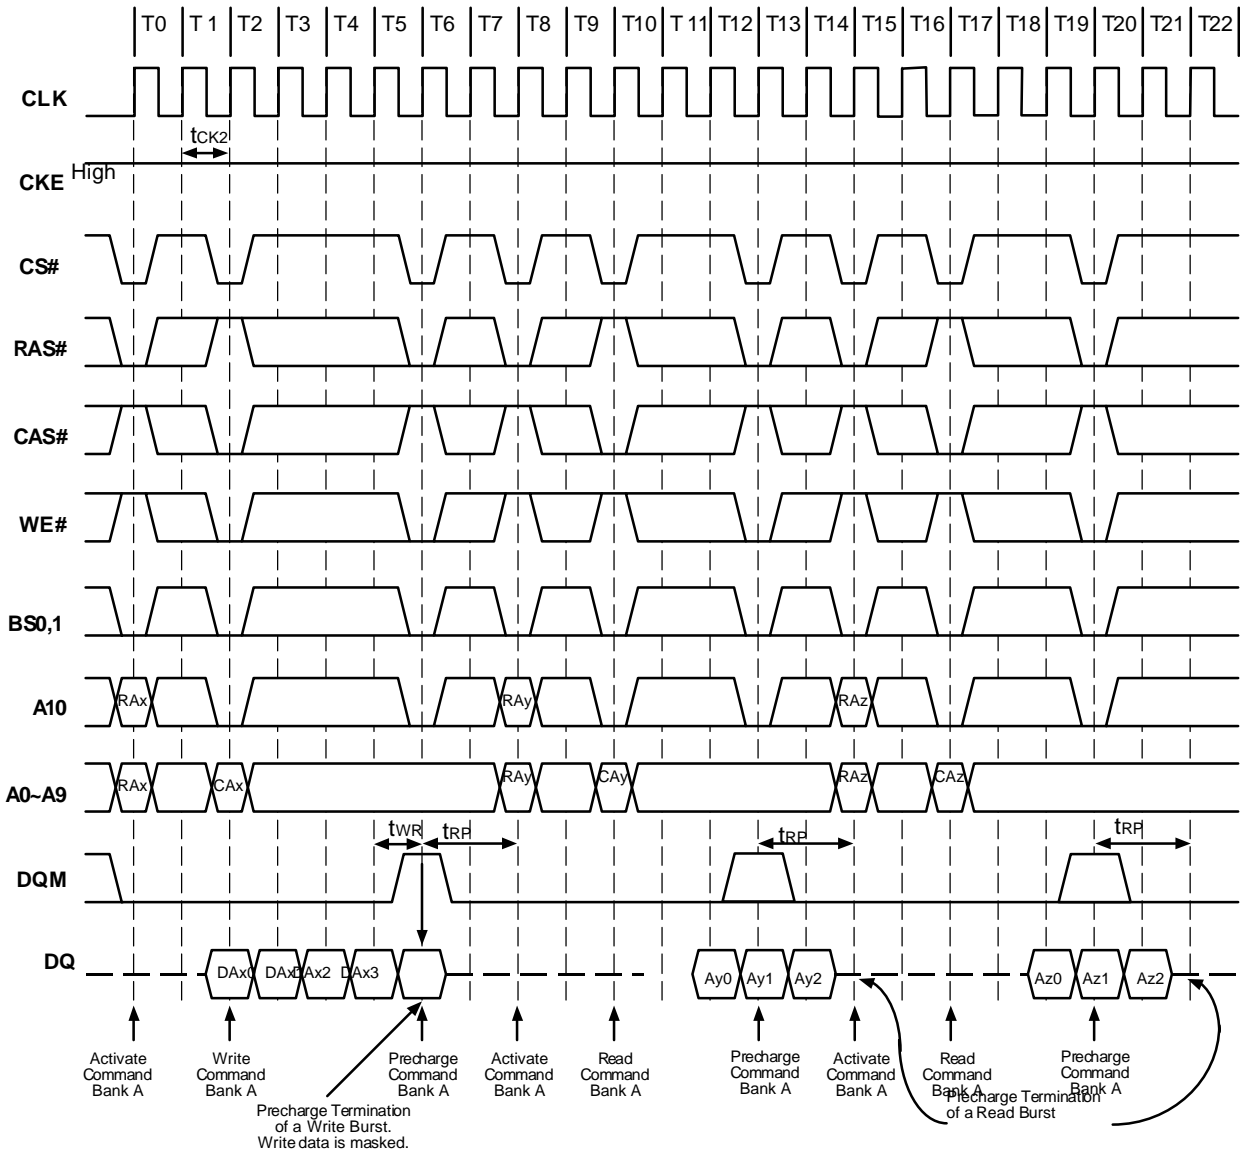 T0 T 1 T2 T3 T4 T5 T6 T7 T8 T9 T10 T 11 T12 T13 T14 T15 T16 T17 T18 T19 T20 T21 T22
CLK
tCK2
High
CKE
CS#
RAS#
CAS#
WE#
BS0,1
RAx RAy RAz
A10
RAx CAx RAy CAy RAz CAz
A0~A9
tWR tRP tRP tRP
DQM
DQ
DAx0 DAx1 DAx2 DAx3 Ay0 Ay1 Ay2 Az0 Az1 Az2
Activate
Command
Bank A
Write
Command
Bank A
Precharge
Command
Bank A
Activate
Command
Bank A
Read
Command
Bank A
Precharge
Command
Bank A
Activate
Command
Bank A
Read
Command
Bank A
Precharge
Command
Bank A
Precharge Termination
of a Write Burst.
Write data is masked.
Precharge Termination
of a Read Burst